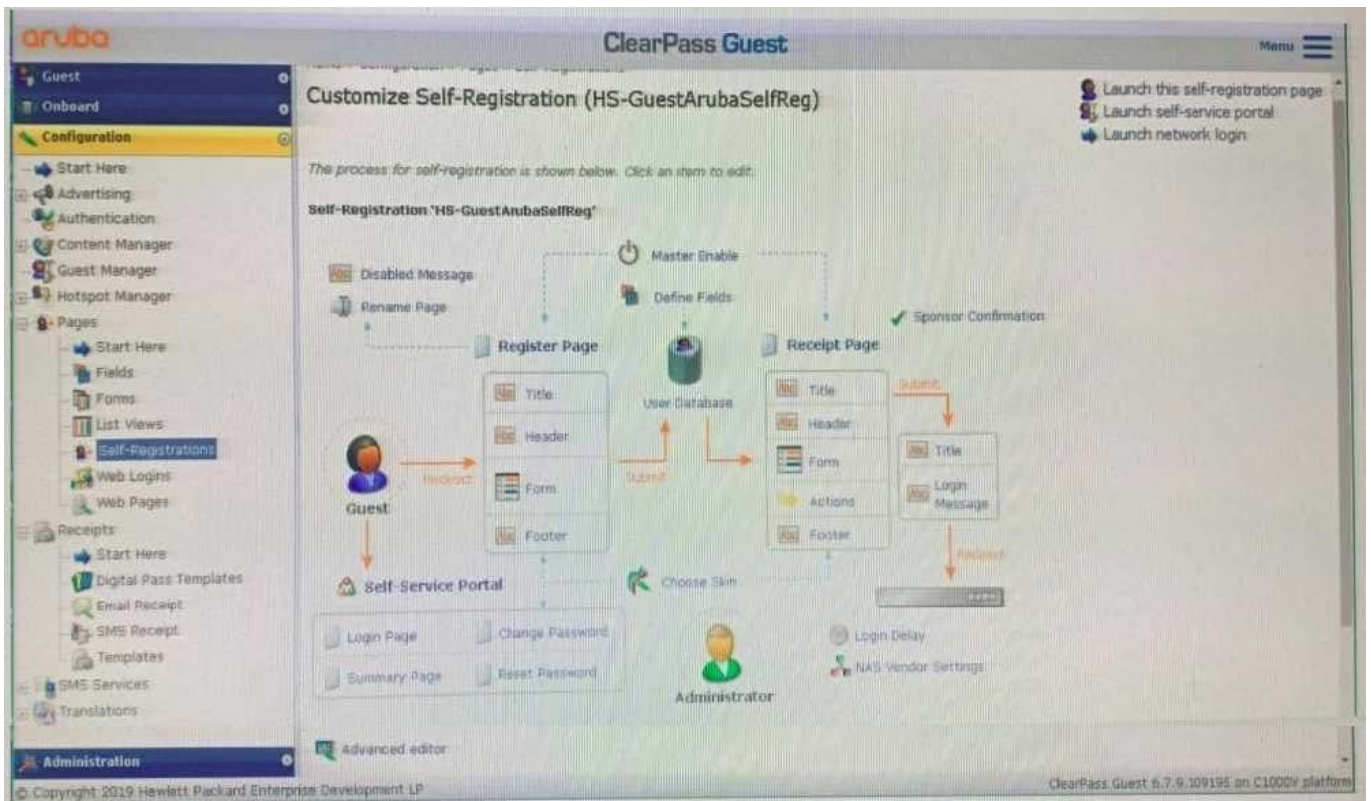 aruba
ClearPass Guest
Menu
Guest
Onboard
Configuration
Start Here
Advertising
Authentication
Content Manager
Guest Manager
Hotspot Manager
Pages
Start Here
Fields
Forms
List Views
Self-Registrations
Web Logins
Web Pages
Receipts
Start Here
Digital Pass Templates
Email Receipt
SMS Receipt
Templates
SMS Services
Translations
Administration
Customize Self-Registration (HS-GuestArubaSelfReg)
Launch this self-registration page
Launch self-service portal
Launch network login
The process for self-registration is shown below. Click an item to edit.
Self-Registration 'HS-GuestArubaSelfReg'
Master Enable
Disabled Message
Define Fields
Rename Page
Sponsor Confirmation
Register Page
Receipt Page
Title
Header
Form
Footer
User Database
Title
Header
Form
Actions
Footer
Submit
Title
Login Message
Redirect
Submit
Redirect
Guest
Self-Service Portal
Choose Skin
Login Page
Change Password
Summary Page
Reset Password
Administrator
Login Delay
NAS Vendor Settings
Advanced editor
© Copyright 2019 Hewlett Packard Enterprise Development LP
ClearPass Guest 6.7.9.109195 on C1000V platform